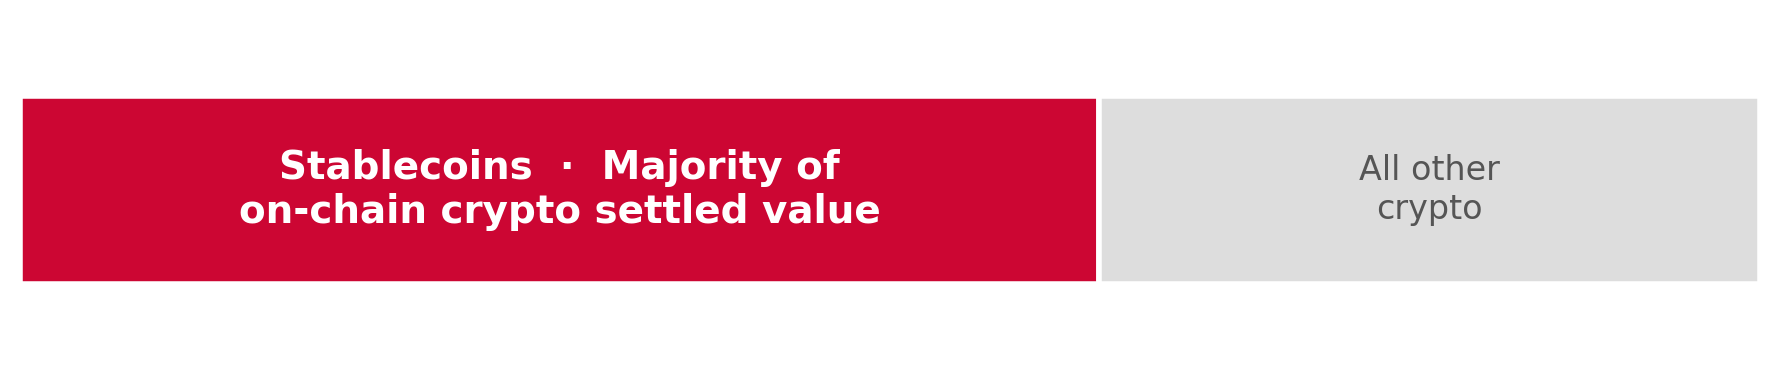 Stablecoins · Majority of
on-chain crypto settled value
All other
crypto